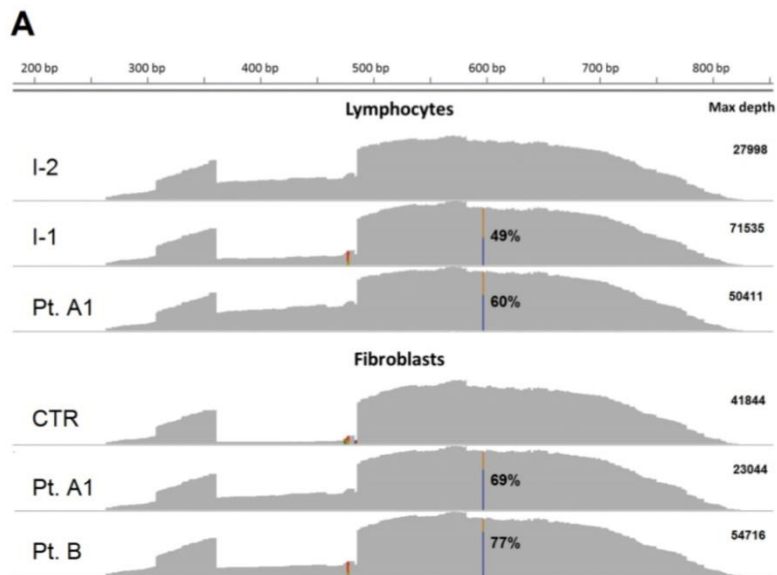 A
200 bp 300 bp 400 bp 500 bp 600 bp 700 bp 800 bp
Lymphocytes Max depth
I-2 27998
I-1 49% 71535
Pt. A1 60% 50411
Fibroblasts
CTR 41844
Pt. A1 69% 23044
Pt. B 77% 54716